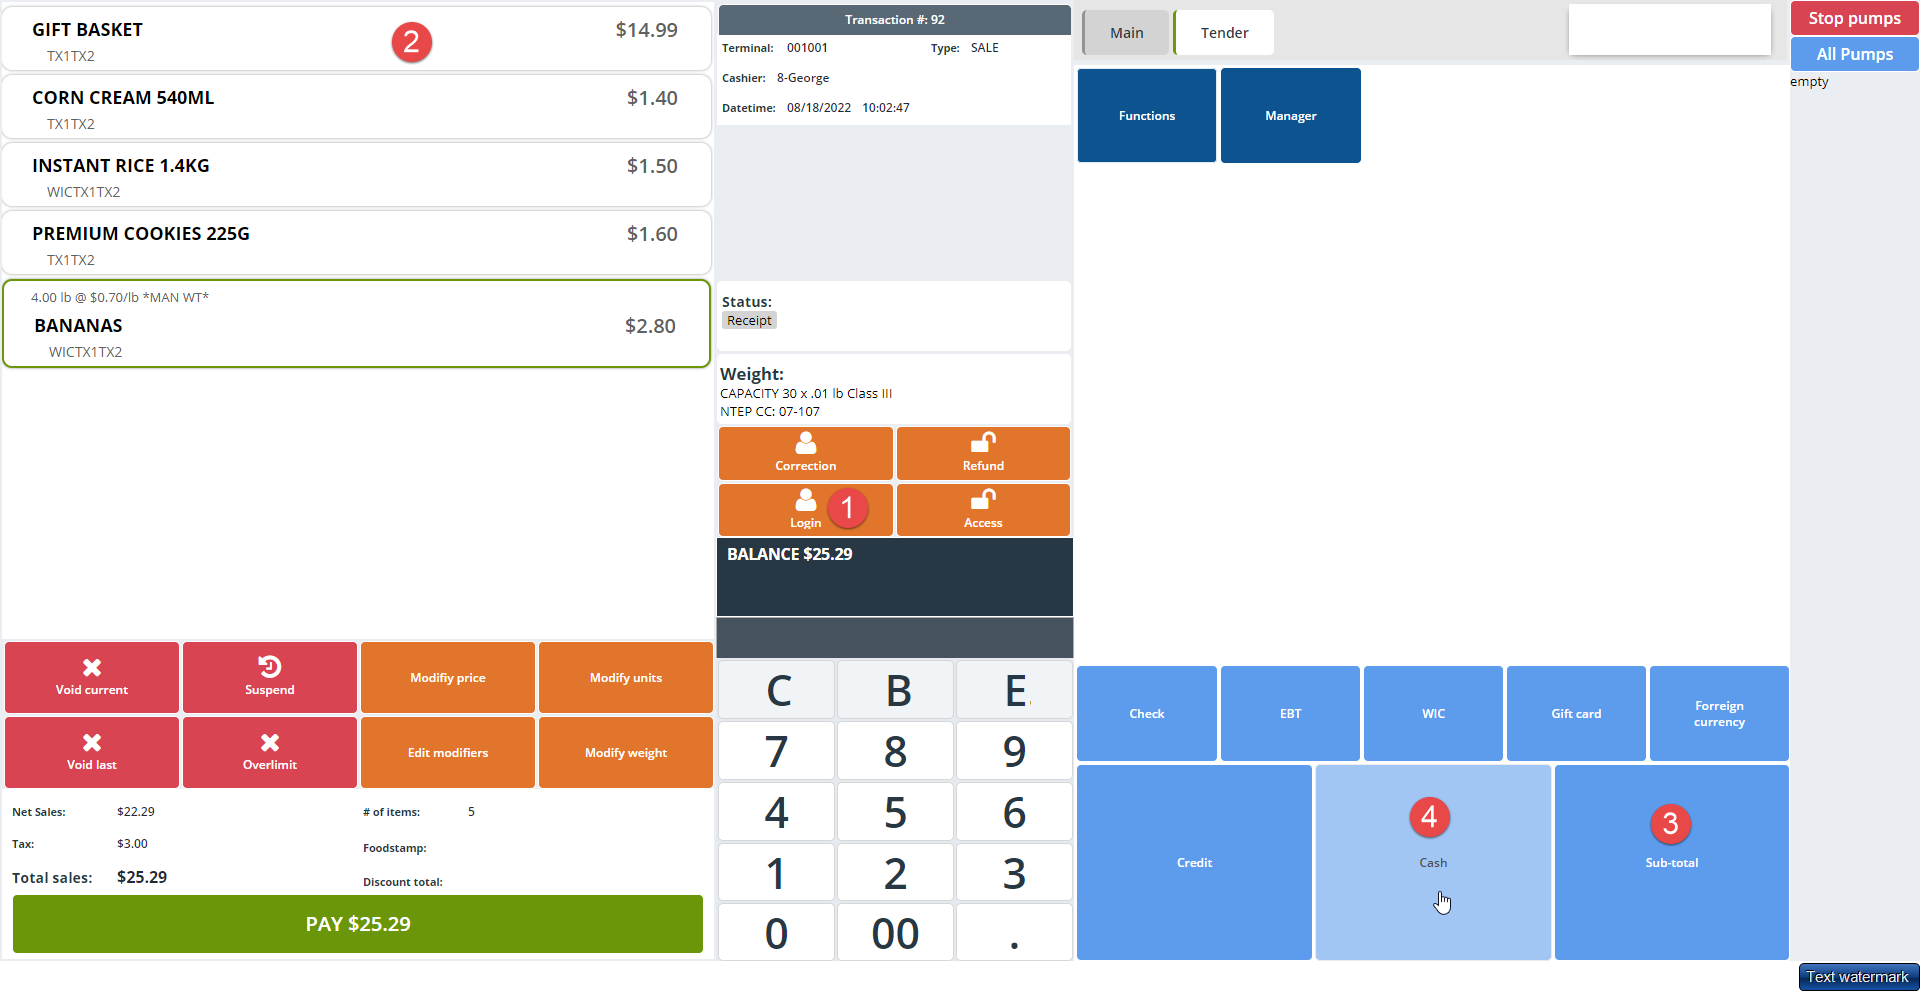 GIFT BASKET $14.99
TX1TX2
2
CORN CREAM 540ML $1.40
TX1TX2
INSTANT RICE 1.4KG $1.50
WICTX1TX2
PREMIUM COOKIES 225G $1.60
TX1TX2
4.00 lb @ $0.70/lb *MAN WT*
BANANAS $2.80
WICTX1TX2
Void current
Suspend
Modifiy price
Modify units
Void last
Overlimit
Edit modifiers
Modify weight
Net Sales: $22.29
# of items: 5
Tax: $3.00
Foodstamp:
Total sales: $25.29
Discount total:
PAY $25.29
Transaction #: 92
Terminal: 001001 Type: SALE
Cashier: 8-George
Datetime: 08/18/2022 10:02:47
Status:
Receipt
Weight:
CAPACITY 30 x .01 lb Class III
NTEP CC: 07-107
Correction
Refund
Login
1
Access
BALANCE $25.29
C B E
7 8 9
4 5 6
1 2 3
0 00 .
Main
Tender
Functions
Manager
Check
EBT
WIC
Gift card
Forreign
currency
Credit
4
Cash
3
Sub-total
Stop pumps
All Pumps
empty
Text watermark